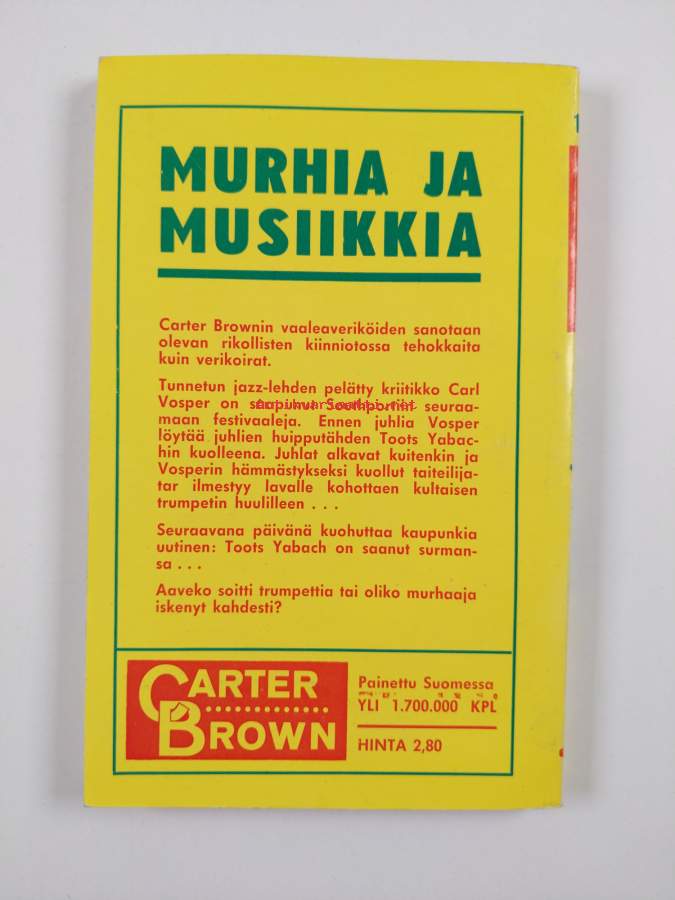 MURHIA JA
MUSIIKKIA
Carter Brownin vaaleaveriköiden sanotaan
olevan rikollisten kiinniotossa tehokkaita
kuin verikoirat.
Tunnetun jazz-lehden pelätty kriitikko Carl
Vosper on saapunut Southportiin seuraa-
maan festivaaleja. Ennen juhlia Vosper
löytää juhlien huipputähden Toots Yabac-
hin kuolleena. Juhlat alkavat kuitenkin ja
Vosperin hämmästykseksi kuollut taiteilija-
tar ilmestyy lavalle kohottaen kultaisen
trumpetin huulilleen . . .
Seuraavana päivänä kuohuttaa kaupunkia
uutinen: Toots Yabach on saanut surman-
sa . . .
Aaveko soitti trumpettia tai oliko murhaaja
iskenyt kahdesti?
CARTER
BROWN
Painettu Suomessa
YLI 1.700.000 KPL
HINTA 2,80